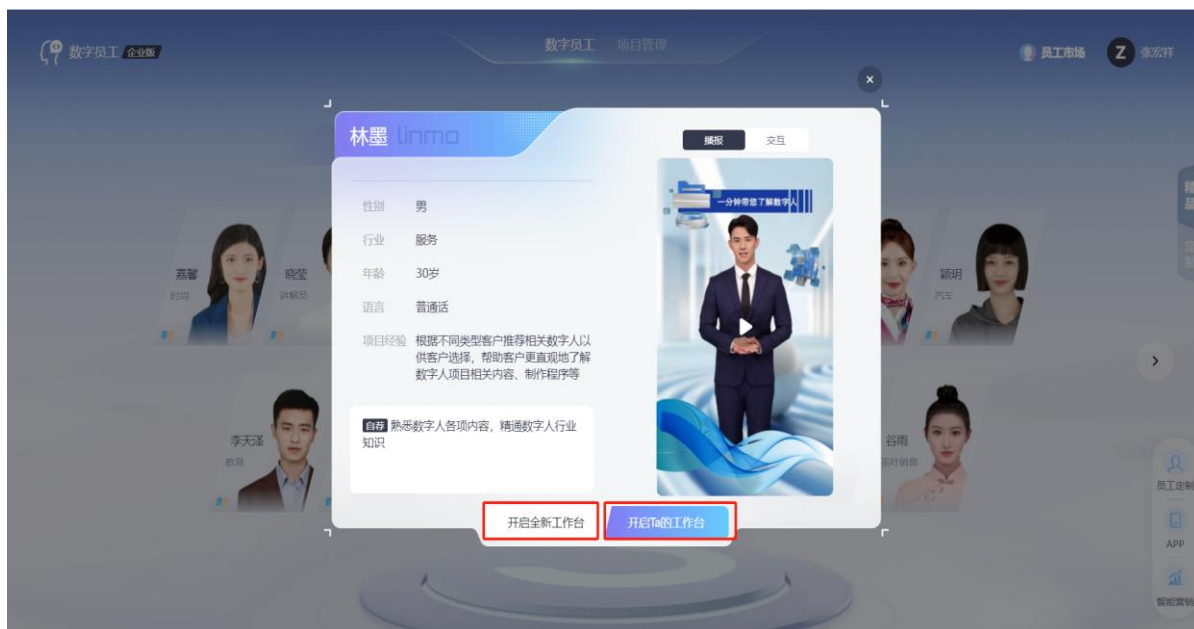 数字员工 企业版
数字员工 项目管理
员工市场 Z 张宏祥
林墨 linmo
播报 交互
性别 男
行业 服务
年龄 30岁
语言 普通话
项目经验 根据不同类型客户推荐相关数字人以
供客户选择，帮助客户更直观地了解
数字人项目相关内容、制作程序等
自荐 熟悉数字人各项内容，精通数字人行业
知识
开启全新工作台 开启Ta的工作台
一分钟带您了解数字人
嘉馨
时尚
晓莹
讲解员
颖玥
汽车
李天泽
教育
谷雨
茶叶销售
精品
员工定制
APP
智能营销